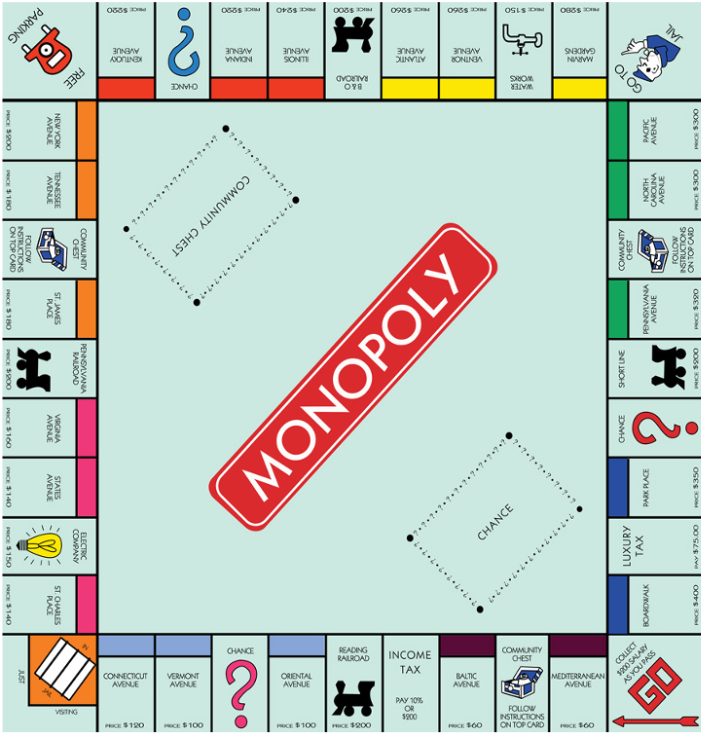 FREE
PARKING
KENTUCKY
AVENUE
PRICE $220
CHANCE
INDIANA
AVENUE
PRICE $220
ILLINOIS
AVENUE
PRICE $240
B & O
RAILROAD
PRICE $200
ATLANTIC
AVENUE
PRICE $260
VENTNOR
AVENUE
PRICE $260
WATER
WORKS
PRICE $150
MARVIN
GARDENS
PRICE $280
GO TO
JAIL
NEW YORK
AVENUE
PRICE $200
TENNESSEE
AVENUE
PRICE $180
COMMUNITY
CHEST
FOLLOW
INSTRUCTIONS
ON TOP CARD
ST. JAMES
PLACE
PRICE $180
PENNSYLVANIA
RAILROAD
PRICE $200
VIRGINIA
AVENUE
PRICE $160
STATES
AVENUE
PRICE $140
ELECTRIC
COMPANY
PRICE $150
ST. CHARLES
PLACE
PRICE $140
COMMUNITY CHEST
MONOPOLY
CHANCE
PACIFIC
AVENUE
PRICE $300
NORTH
CAROLINA
AVENUE
PRICE $300
COMMUNITY
CHEST
FOLLOW
INSTRUCTIONS
ON TOP CARD
PENNSYLVANIA
AVENUE
PRICE $320
SHORT LINE
PRICE $200
CHANCE
PARK PLACE
PRICE $350
LUXURY
TAX
PAY $75.00
BOARDWALK
PRICE $400
IN
JAIL
JUST
VISITING
CONNECTICUT
AVENUE
PRICE $120
VERMONT
AVENUE
PRICE $100
CHANCE
ORIENTAL
AVENUE
PRICE $100
READING
RAILROAD
PRICE $200
INCOME
TAX
PAY 10%
OR
$200
BALTIC
AVENUE
PRICE $60
COMMUNITY
CHEST
FOLLOW
INSTRUCTIONS
ON TOP CARD
MEDITERRANEAN
AVENUE
PRICE $60
COLLECT
$200 SALARY
AS YOU PASS
GO